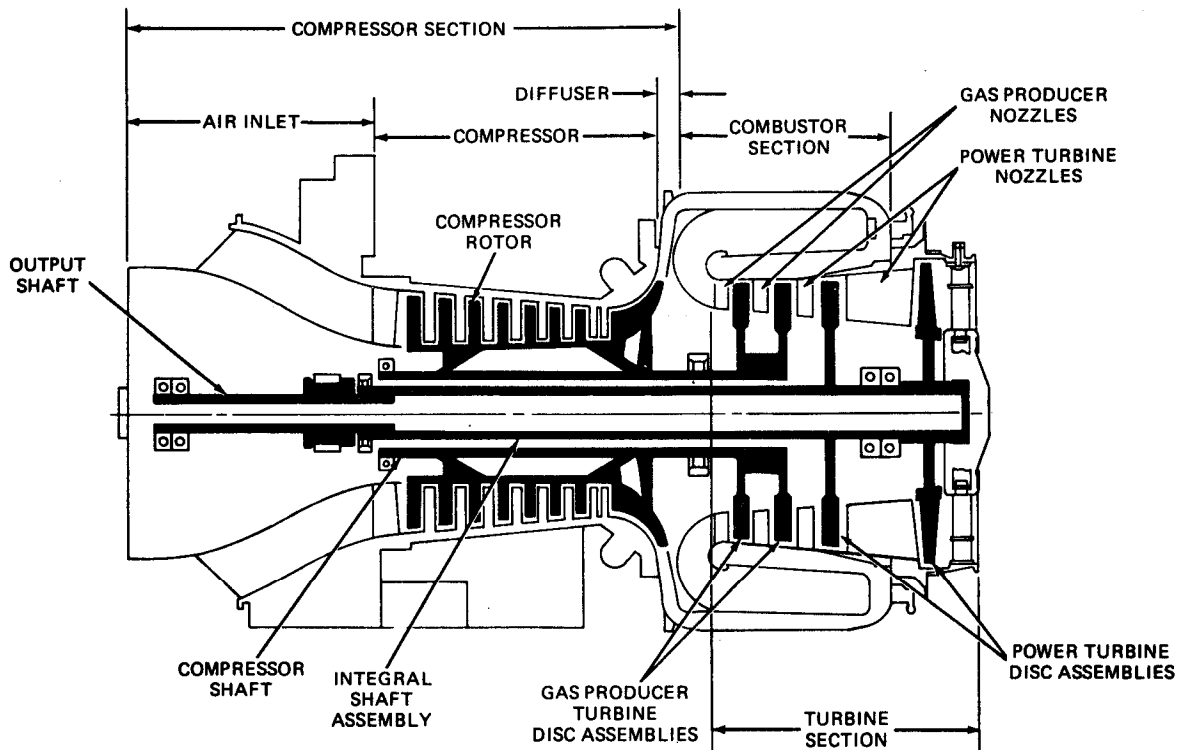 COMPRESSOR SECTION
DIFFUSER
AIR INLET
COMPRESSOR
COMBUSTOR
SECTION
GAS PRODUCER
NOZZLES
POWER TURBINE
NOZZLES
COMPRESSOR
ROTOR
OUTPUT
SHAFT
COMPRESSOR
SHAFT
INTEGRAL
SHAFT
ASSEMBLY
GAS PRODUCER
TURBINE
DISC ASSEMBLIES
TURBINE
SECTION
POWER TURBINE
DISC ASSEMBLIES